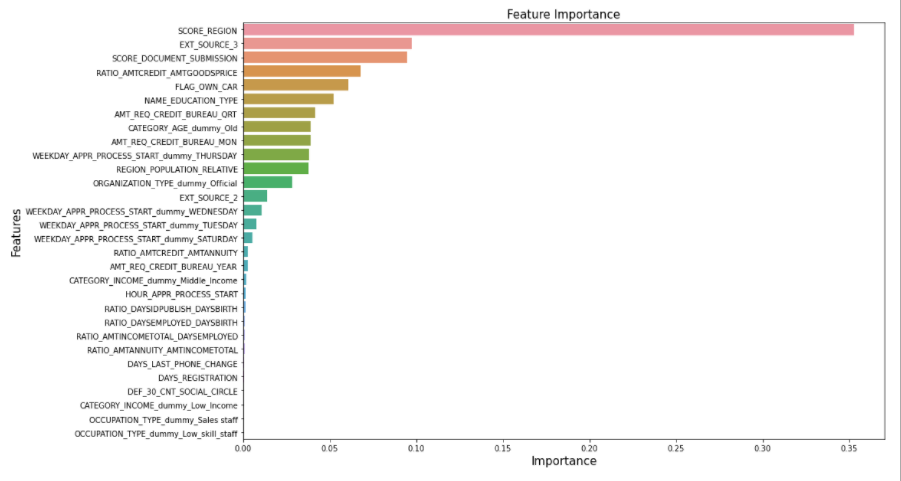 Feature Importance
SCORE_REGION
EXT_SOURCE_3
SCORE_DOCUMENT_SUBMISSION
RATIO_AMTCREDIT_AMTGOODSPRICE
FLAG_OWN_CAR
NAME_EDUCATION_TYPE
AMT_REQ_CREDIT_BUREAU_QRT
CATEGORY_AGE_dummy_Old
AMT_REQ_CREDIT_BUREAU_MON
WEEKDAY_APPR_PROCESS_START_dummy_THURSDAY
REGION_POPULATION_RELATIVE
ORGANIZATION_TYPE_dummy_Official
EXT_SOURCE_2
WEEKDAY_APPR_PROCESS_START_dummy_WEDNESDAY
WEEKDAY_APPR_PROCESS_START_dummy_TUESDAY
WEEKDAY_APPR_PROCESS_START_dummy_SATURDAY
RATIO_AMTCREDIT_AMTANNUITY
AMT_REQ_CREDIT_BUREAU_YEAR
CATEGORY_INCOME_dummy_Middle_Income
HOUR_APPR_PROCESS_START
RATIO_DAYSIDPUBLISH_DAYSBIRTH
RATIO_DAYSEMPLOYED_DAYSBIRTH
RATIO_AMTINCOMETOTAL_DAYSEMPLOYED
RATIO_AMTANNUITY_AMTINCOMETOTAL
DAYS_LAST_PHONE_CHANGE
DAYS_REGISTRATION
DEF_30_CNT_SOCIAL_CIRCLE
CATEGORY_INCOME_dummy_Low_Income
OCCUPATION_TYPE_dummy_Sales staff
OCCUPATION_TYPE_dummy_Low_skill_staff
Features
0.00 0.05 0.10 0.15 0.20 0.25 0.30 0.35
Importance